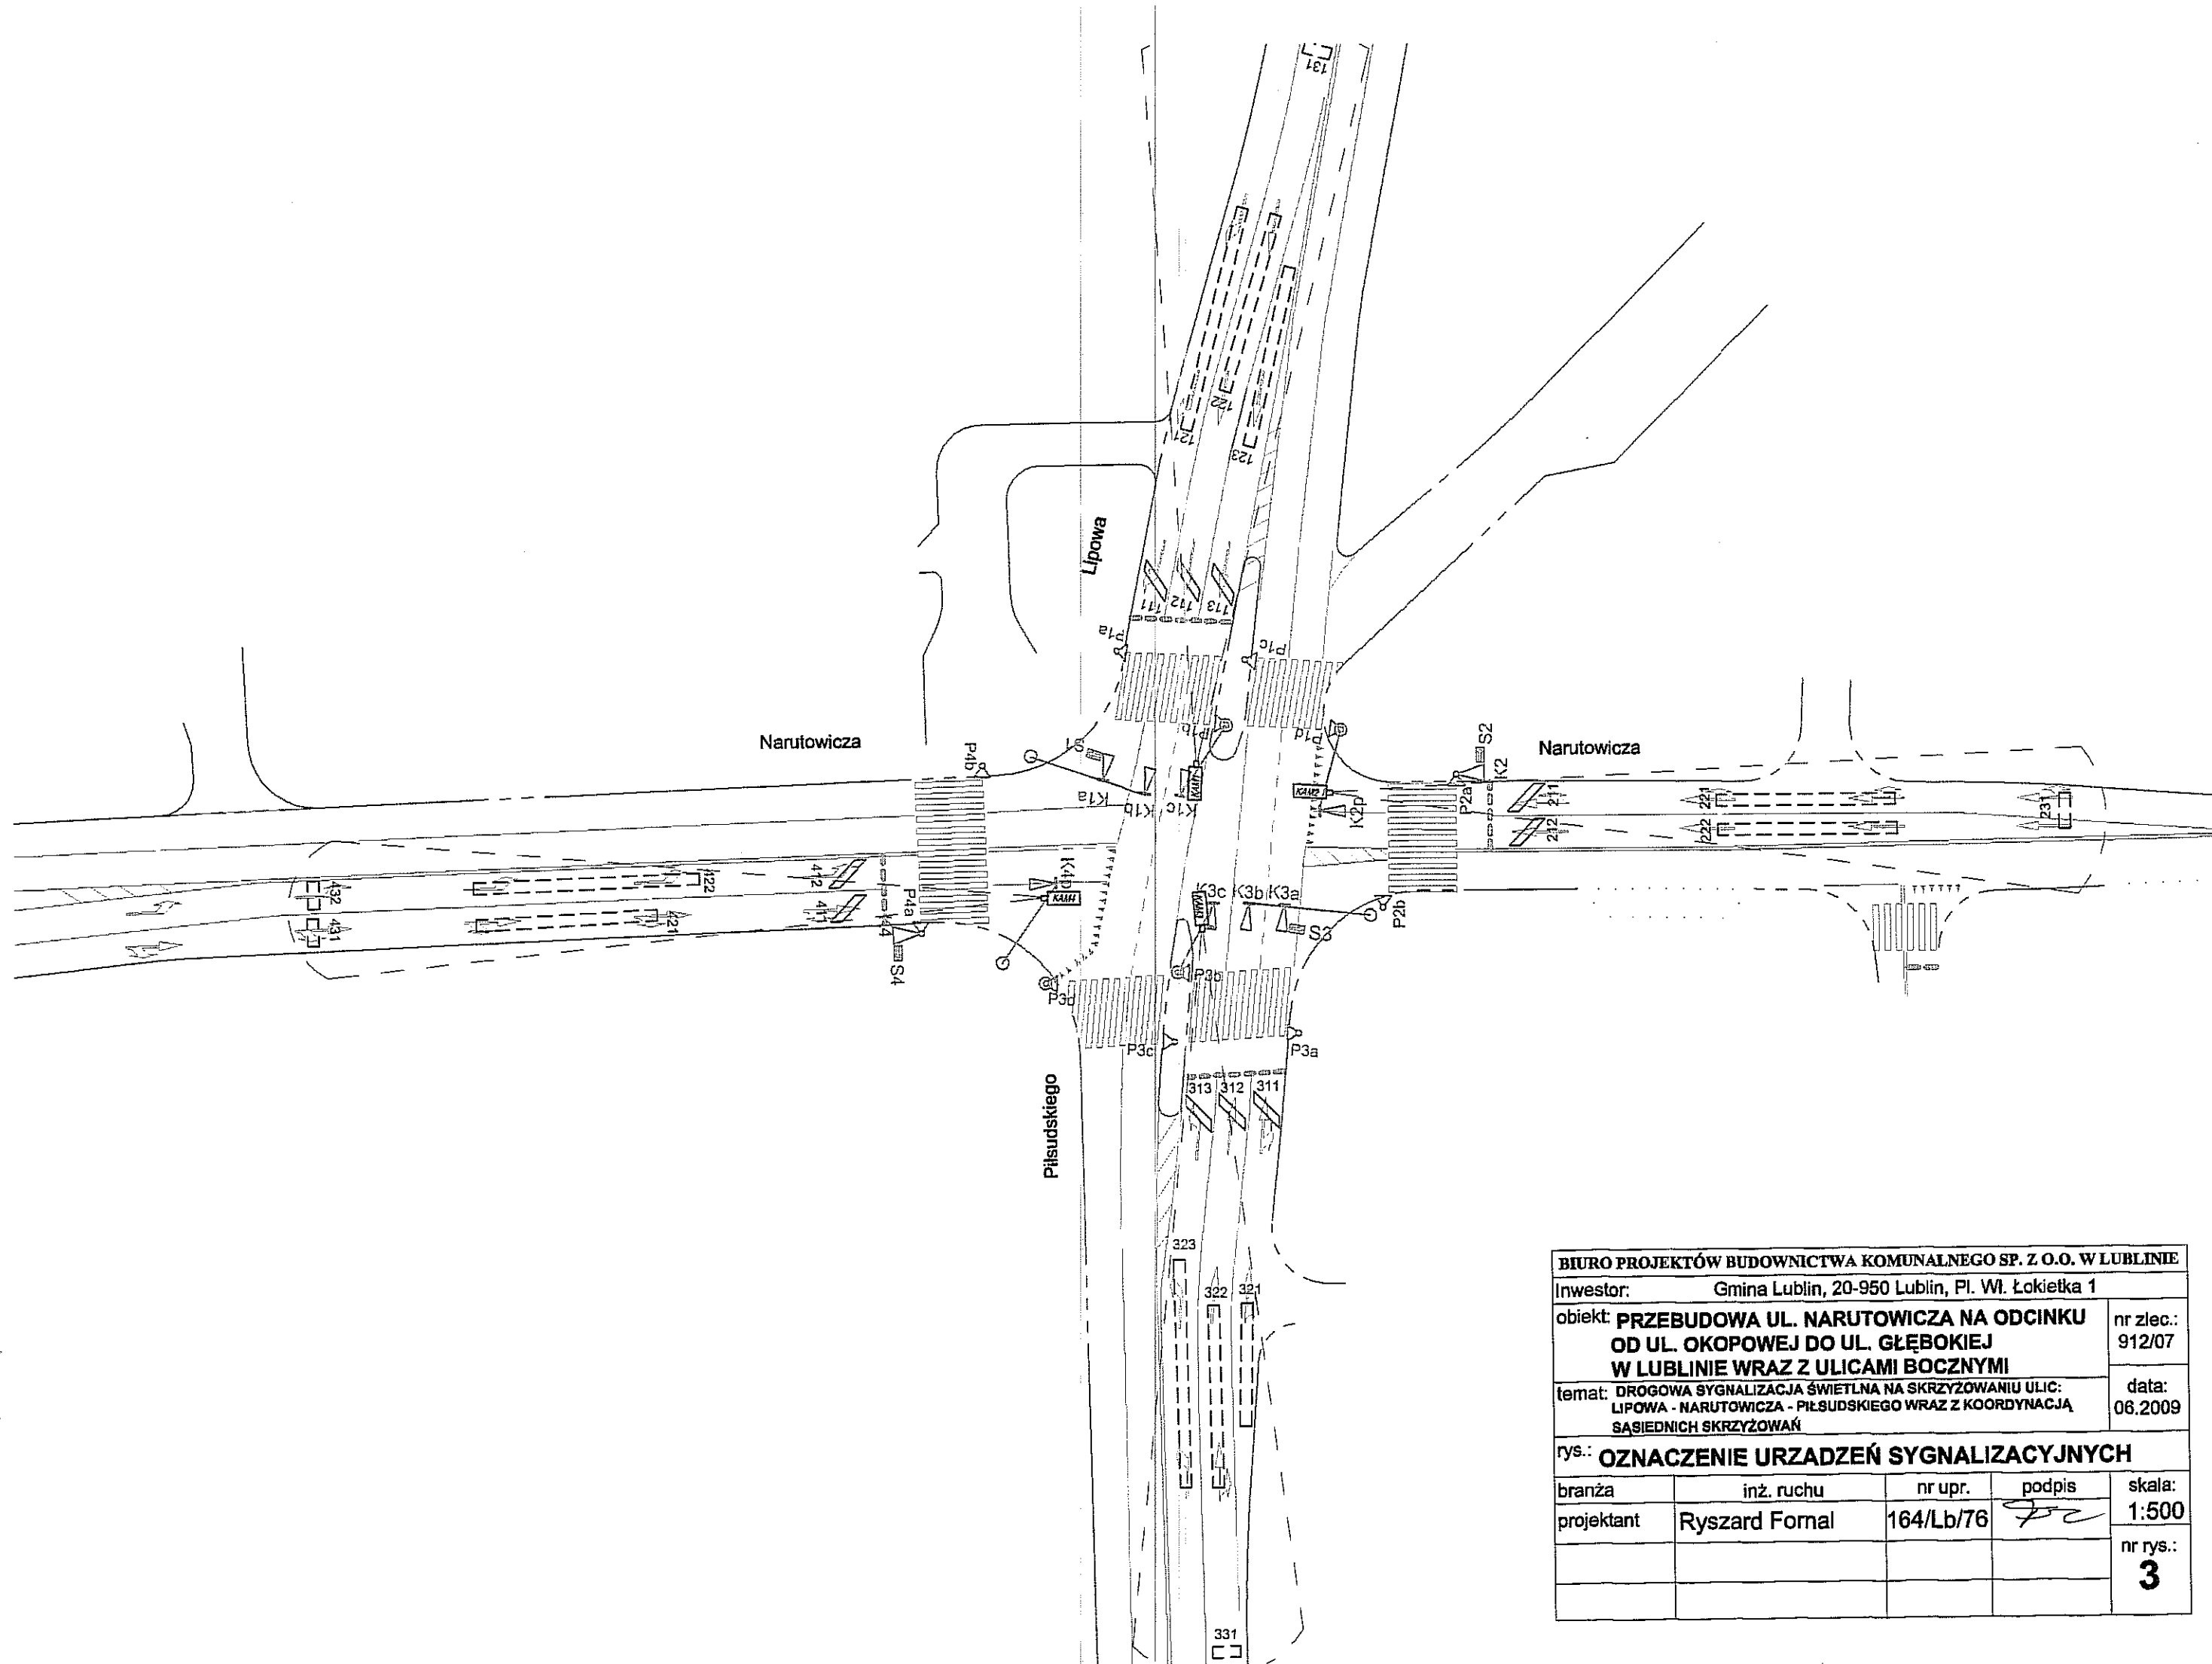 131
121
122
123
Lipowa
111
112
113
P1a
P1c
P1b
P1d
Narutowicza
Narutowicza
S1
S2
K2
P4b
K1a
K1b
K1c
KAM1
KAM2
K2p
P2a
211
212
221
222
231
432
431
422
421
412
411
P4a
K4
S4
K4p
KAM4
K3c
K3b
K3a
KAM3
S3
P2b
P3d
P3b
P3c
P3a
313
312
311
Piłsudskiego
323
322
321
331
BIURO PROJEKTÓW BUDOWNICTWA KOMUNALNEGO SP. Z O.O. W LUBLINIE
Inwestor: Gmina Lublin, 20-950 Lublin, Pl. Wł. Łokietka 1
obiekt: PRZEBUDOWA UL. NARUTOWICZA NA ODCINKU
OD UL. OKOPOWEJ DO UL. GŁĘBOKIEJ
W LUBLINIE WRAZ Z ULICAMI BOCZNYMI
nr zlec.:
912/07
temat: DROGOWA SYGNALIZACJA ŚWIETLNA NA SKRZYŻOWANIU ULIC:
LIPOWA - NARUTOWICZA - PIŁSUDSKIEGO WRAZ Z KOORDYNACJĄ
SĄSIEDNICH SKRZYŻOWAŃ
data:
06.2009
rys.: OZNACZENIE URZADZEŃ SYGNALIZACYJNYCH
branża inż. ruchu nr upr. podpis skala:
projektant Ryszard Fornal 164/Lb/76 1:500
nr rys.:
3